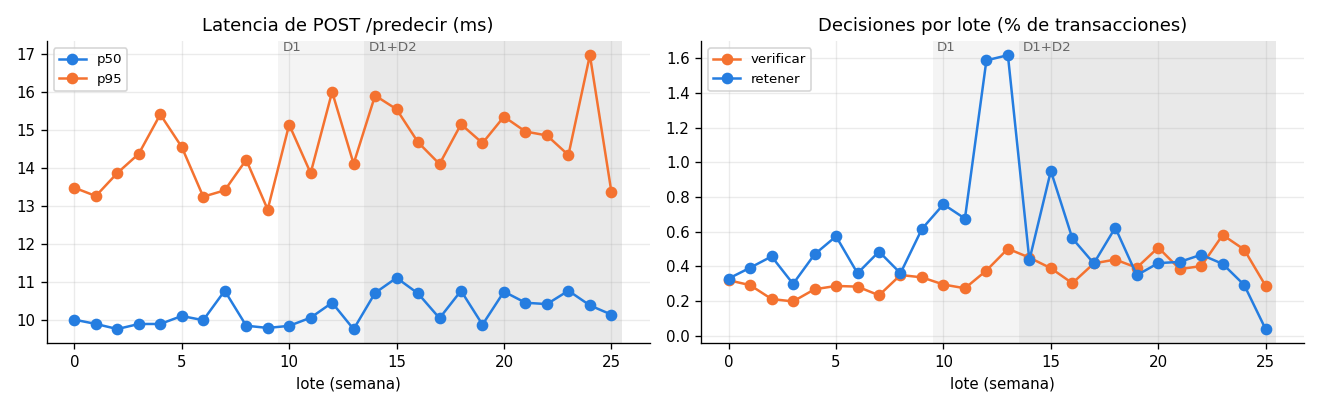 Latencia de POST /predecir (ms)
D1
D1+D2
p50
p95
17
16
15
14
13
12
11
10
0
5
10
15
20
25
lote (semana)
Decisiones por lote (% de transacciones)
D1
D1+D2
verificar
retener
1.6
1.4
1.2
1.0
0.8
0.6
0.4
0.2
0.0
0
5
10
15
20
25
lote (semana)